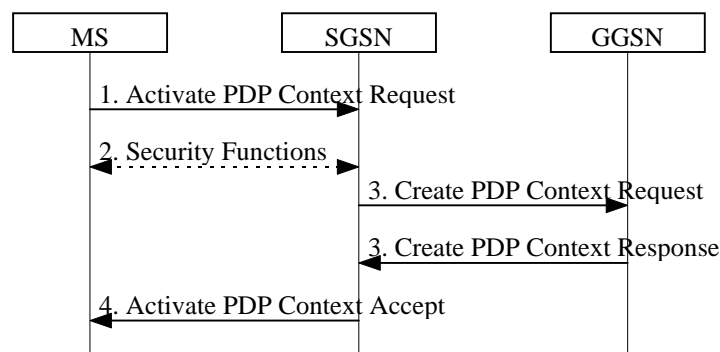 MS
SGSN
GGSN
1. Activate PDP Context Request
2. Security Functions
3. Create PDP Context Request
3. Create PDP Context Response
4. Activate PDP Context Accept